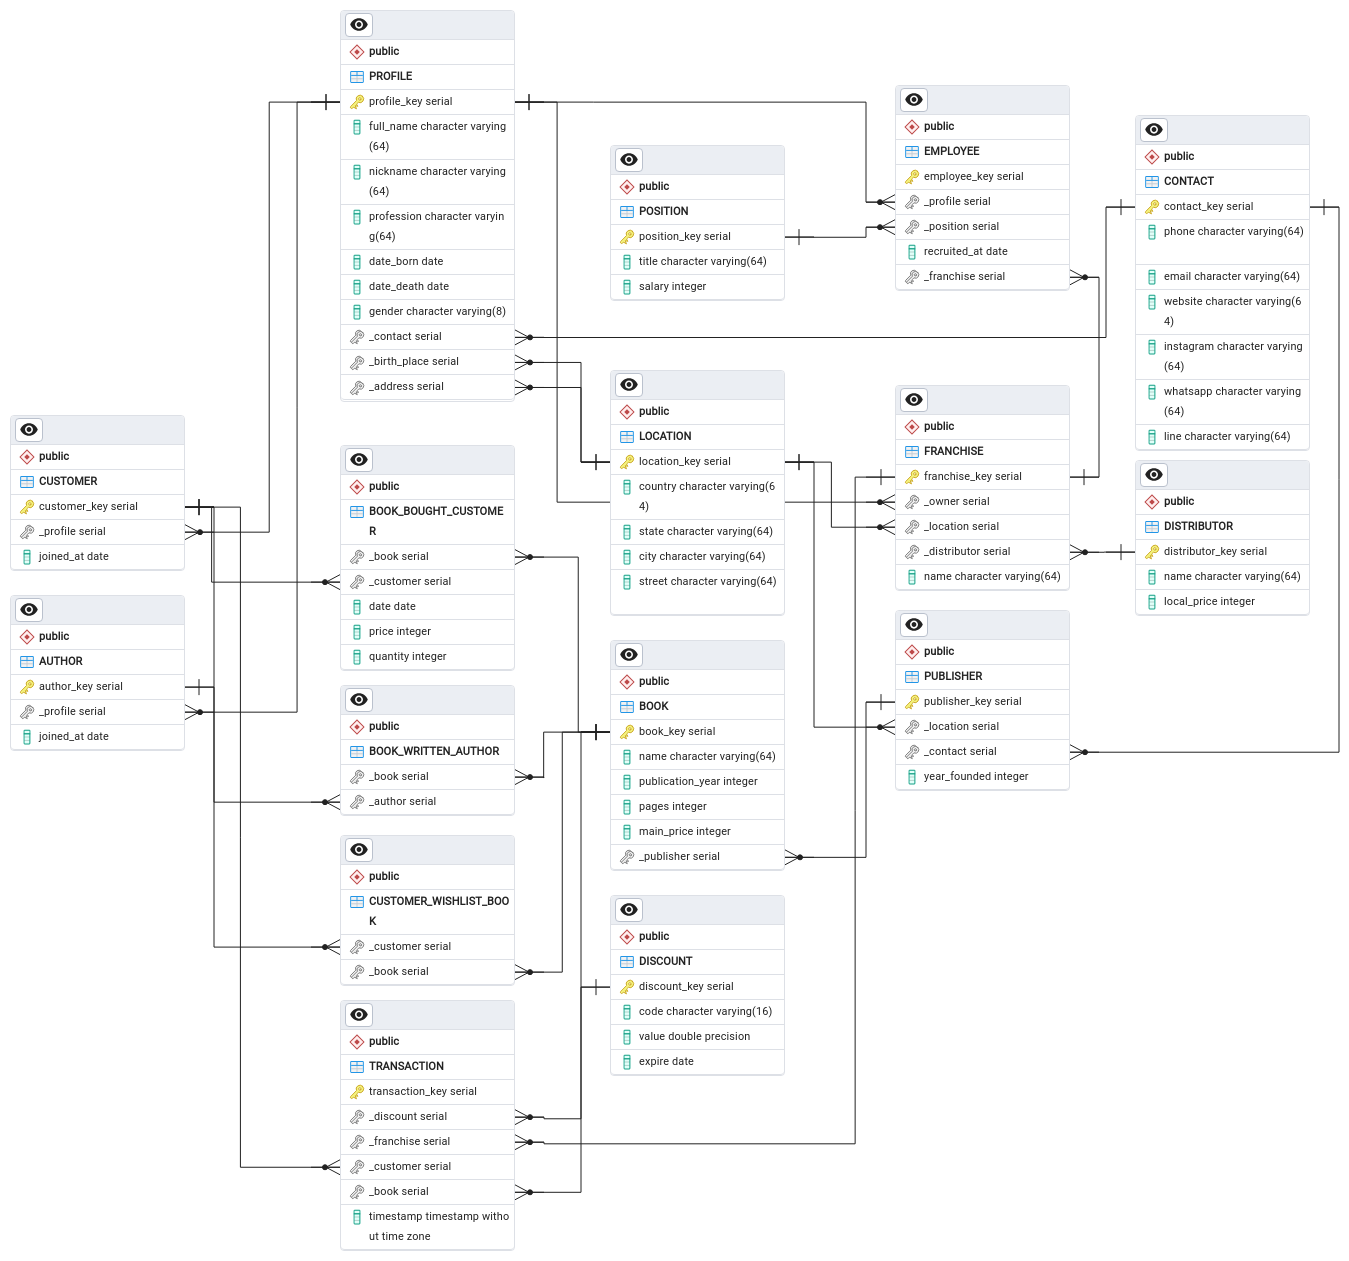 public
PROFILE
profile_key serial
full_name character varying
(64)
nickname character varying
(64)
profession character varyin
g(64)
date_born date
date_death date
gender character varying(8)
_contact serial
_birth_place serial
_address serial
public
POSITION
position_key serial
title character varying(64)
salary integer
public
EMPLOYEE
employee_key serial
_profile serial
_position serial
recruited_at date
_franchise serial
public
CONTACT
contact_key serial
phone character varying(64)
email character varying(64)
website character varying(6
4)
instagram character varying
(64)
whatsapp character varying
(64)
line character varying(64)
public
CUSTOMER
customer_key serial
_profile serial
joined_at date
public
BOOK_BOUGHT_CUSTOME
R
_book serial
_customer serial
date date
price integer
quantity integer
public
LOCATION
location_key serial
country character varying(6
4)
state character varying(64)
city character varying(64)
street character varying(64)
public
FRANCHISE
franchise_key serial
_owner serial
_location serial
_distributor serial
name character varying(64)
public
DISTRIBUTOR
distributor_key serial
name character varying(64)
local_price integer
public
AUTHOR
author_key serial
_profile serial
joined_at date
public
BOOK_WRITTEN_AUTHOR
_book serial
_author serial
public
BOOK
book_key serial
name character varying(64)
publication_year integer
pages integer
main_price integer
_publisher serial
public
PUBLISHER
publisher_key serial
_location serial
_contact serial
year_founded integer
public
CUSTOMER_WISHLIST_BOO
K
_customer serial
_book serial
public
DISCOUNT
discount_key serial
code character varying(16)
value double precision
expire date
public
TRANSACTION
transaction_key serial
_discount serial
_franchise serial
_customer serial
_book serial
timestamp timestamp witho
ut time zone